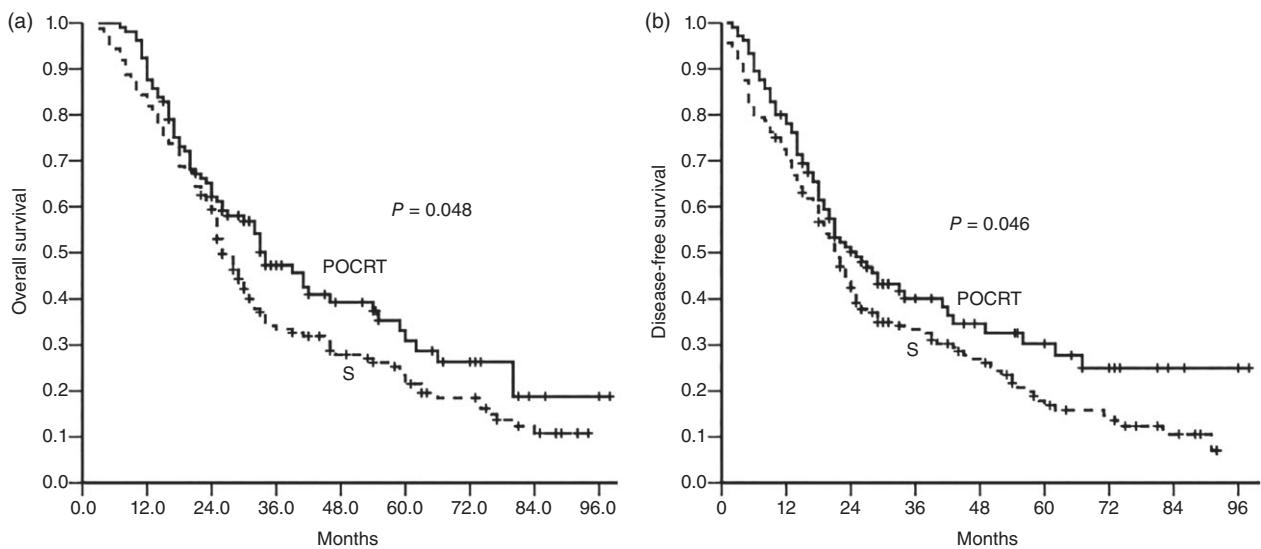 (a)
1.0
0.9
0.8
0.7
0.6
0.5
0.4
0.3
0.2
0.1
0.0
Overall survival
P = 0.048
POCRT
S
0.0 12.0 24.0 36.0 48.0 60.0 72.0 84.0 96.0
Months
(b)
1.0
0.9
0.8
0.7
0.6
0.5
0.4
0.3
0.2
0.1
0.0
Disease-free survival
P = 0.046
POCRT
S
0 12 24 36 48 60 72 84 96
Months